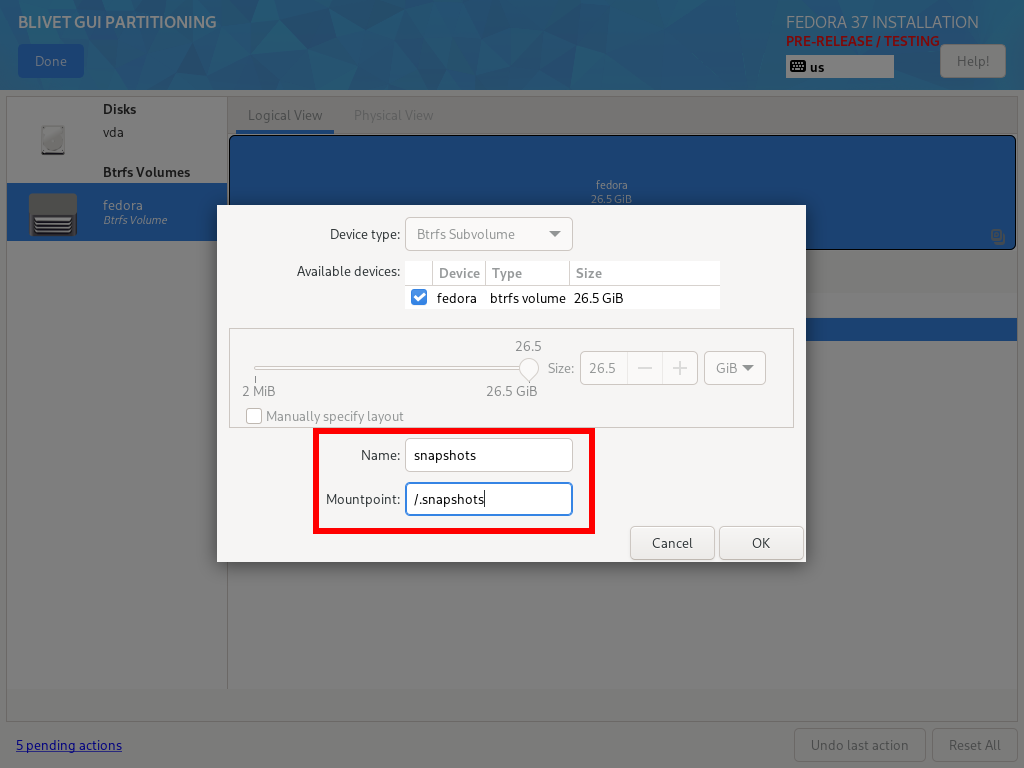 BLIVET GUI PARTITIONING
Done
FEDORA 37 INSTALLATION
PRE-RELEASE / TESTING
us
Help!
Disks
vda
Btrfs Volumes
fedora
Btrfs Volume
Logical View
Physical View
fedora
26.5 GiB
Device type: Btrfs Subvolume
Available devices:
Device Type Size
fedora btrfs volume 26.5 GiB
26.5
2 MiB
26.5 GiB
Size: 26.5 GiB
Manually specify layout
Name: snapshots
Mountpoint: /.snapshots
Cancel
OK
5 pending actions
Undo last action
Reset All